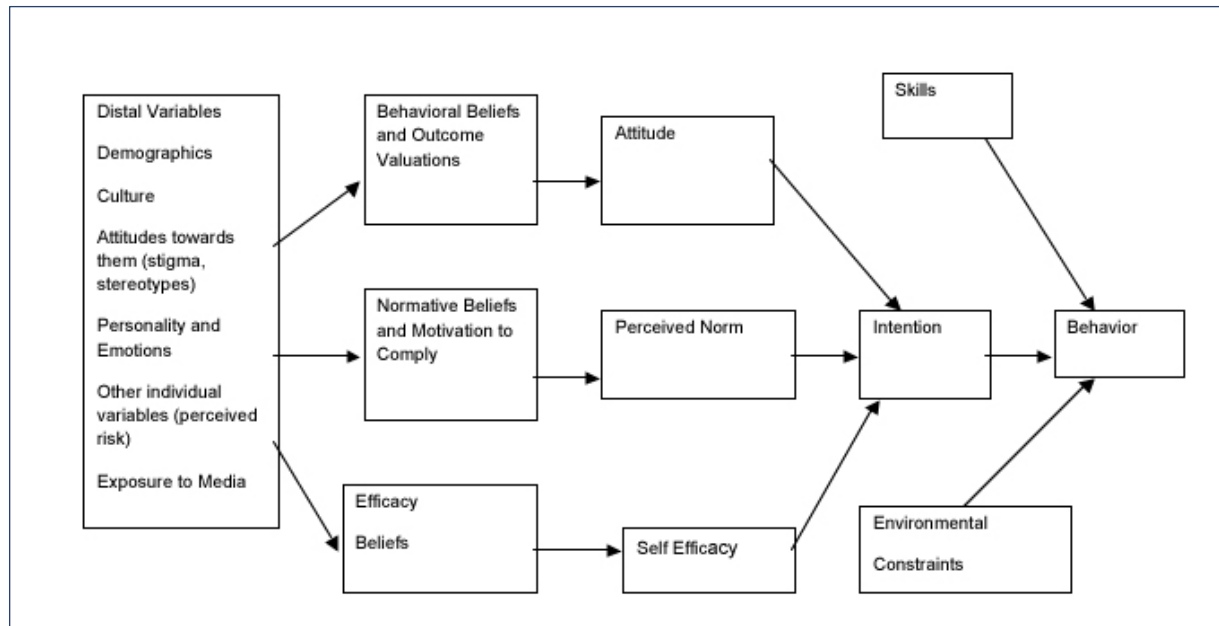 Distal Variables
Demographics
Culture
Attitudes towards
them (stigma,
stereotypes)
Personality and
Emotions
Other individual
variables (perceived
risk)
Exposure to Media
Behavioral Beliefs
and Outcome
Valuations
Normative Beliefs
and Motivation to
Comply
Efficacy
Beliefs
Attitude
Perceived Norm
Self Efficacy
Intention
Skills
Behavior
Environmental
Constraints